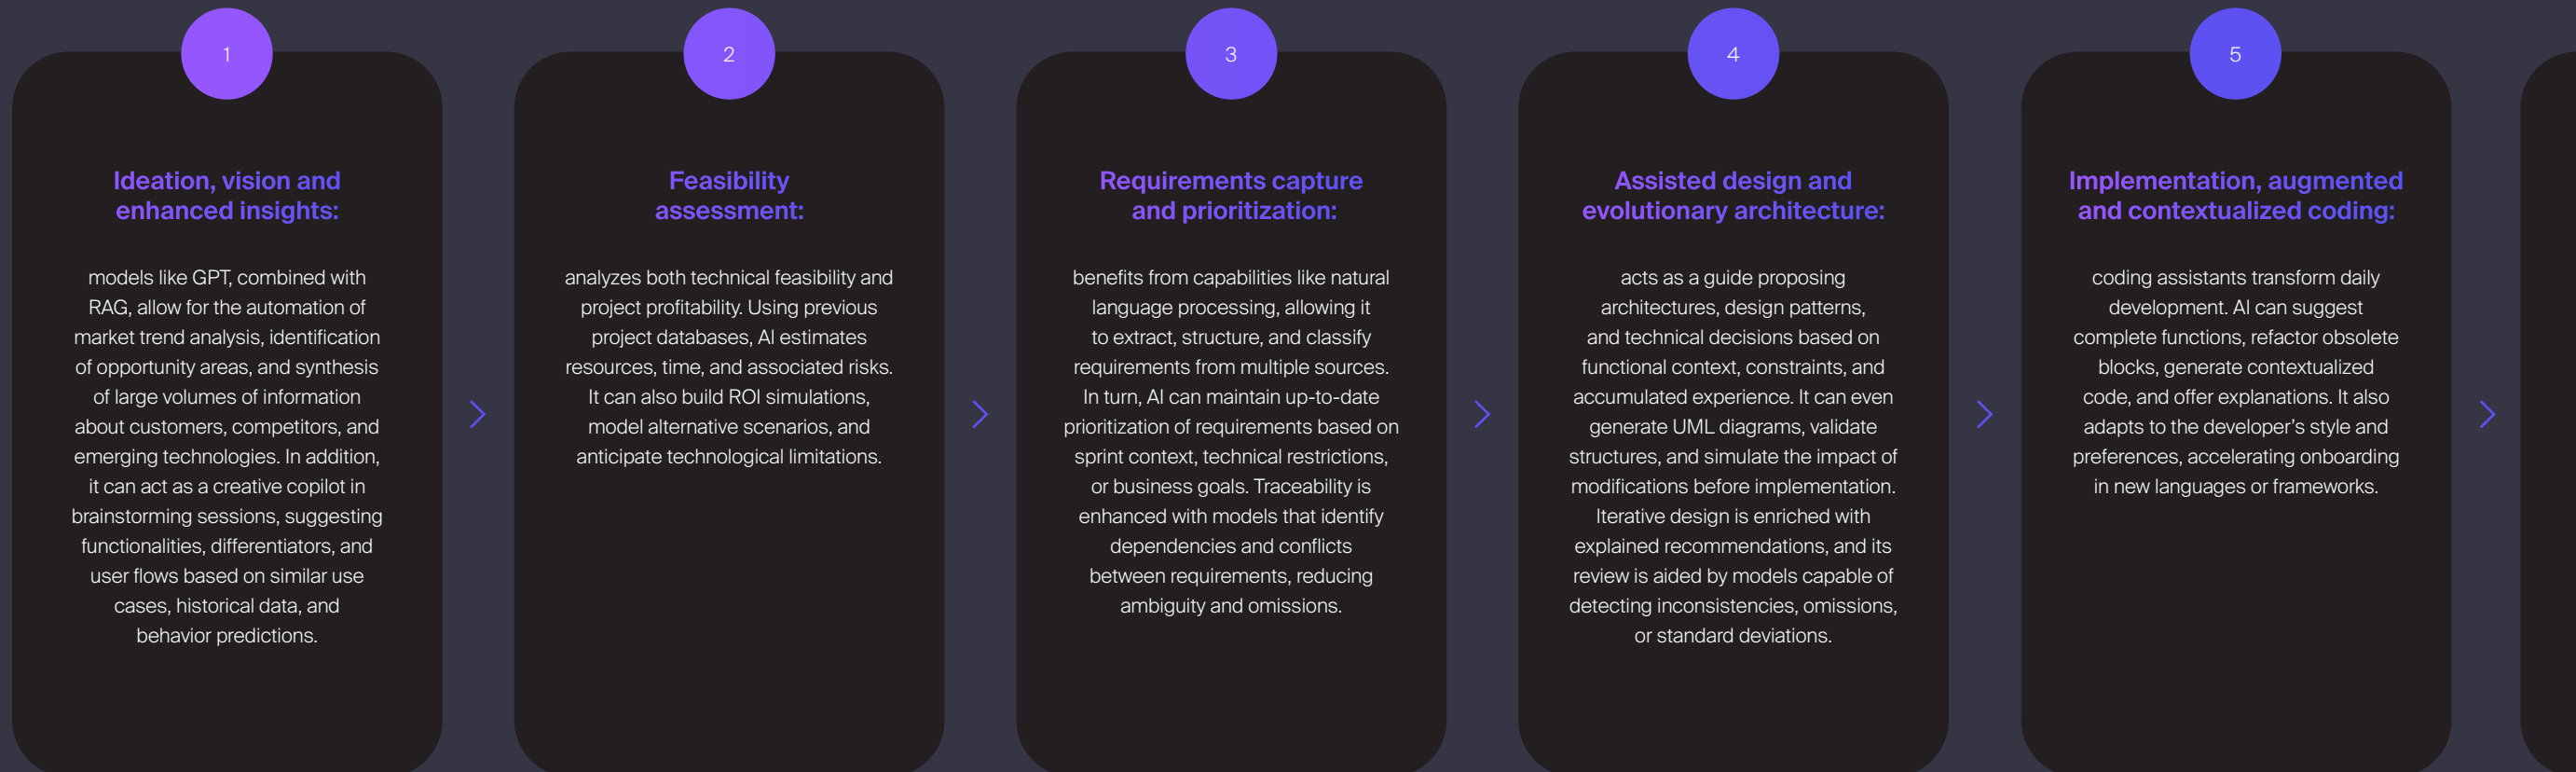 1
Ideation, vision and
enhanced insights:
models like GPT, combined with
RAG, allow for the automation of
market trend analysis, identification
of opportunity areas, and synthesis
of large volumes of information
about customers, competitors, and
emerging technologies. In addition,
it can act as a creative copilot in
brainstorming sessions, suggesting
functionalities, differentiators, and
user flows based on similar use
cases, historical data, and
behavior predictions.
2
Feasibility
assessment:
analyzes both technical feasibility and
project profitability. Using previous
project databases, AI estimates
resources, time, and associated risks.
It can also build ROI simulations,
model alternative scenarios, and
anticipate technological limitations.
3
Requirements capture
and prioritization:
benefits from capabilities like natural
language processing, allowing it
to extract, structure, and classify
requirements from multiple sources.
In turn, AI can maintain up-to-date
prioritization of requirements based on
sprint context, technical restrictions,
or business goals. Traceability is
enhanced with models that identify
dependencies and conflicts
between requirements, reducing
ambiguity and omissions.
4
Assisted design and
evolutionary architecture:
acts as a guide proposing
architectures, design patterns,
and technical decisions based on
functional context, constraints, and
accumulated experience. It can even
generate UML diagrams, validate
structures, and simulate the impact of
modifications before implementation.
Iterative design is enriched with
explained recommendations, and its
review is aided by models capable of
detecting inconsistencies, omissions,
or standard deviations.
5
Implementation, augmented
and contextualized coding:
coding assistants transform daily
development. AI can suggest
complete functions, refactor obsolete
blocks, generate contextualized
code, and offer explanations. It also
adapts to the developer’s style and
preferences, accelerating onboarding
in new languages or frameworks.